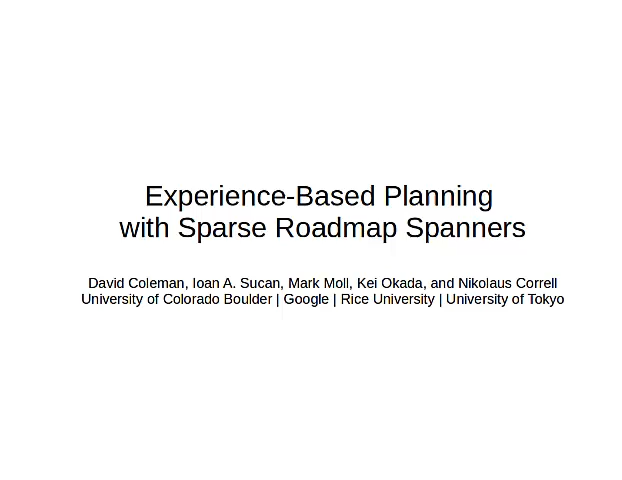 Experience-Based Planning
with Sparse Roadmap Spanners
David Coleman, Ioan A. Sucan, Mark Moll, Kei Okada, and Nikolaus Correll
University of Colorado Boulder | Google | Rice University | University of Tokyo